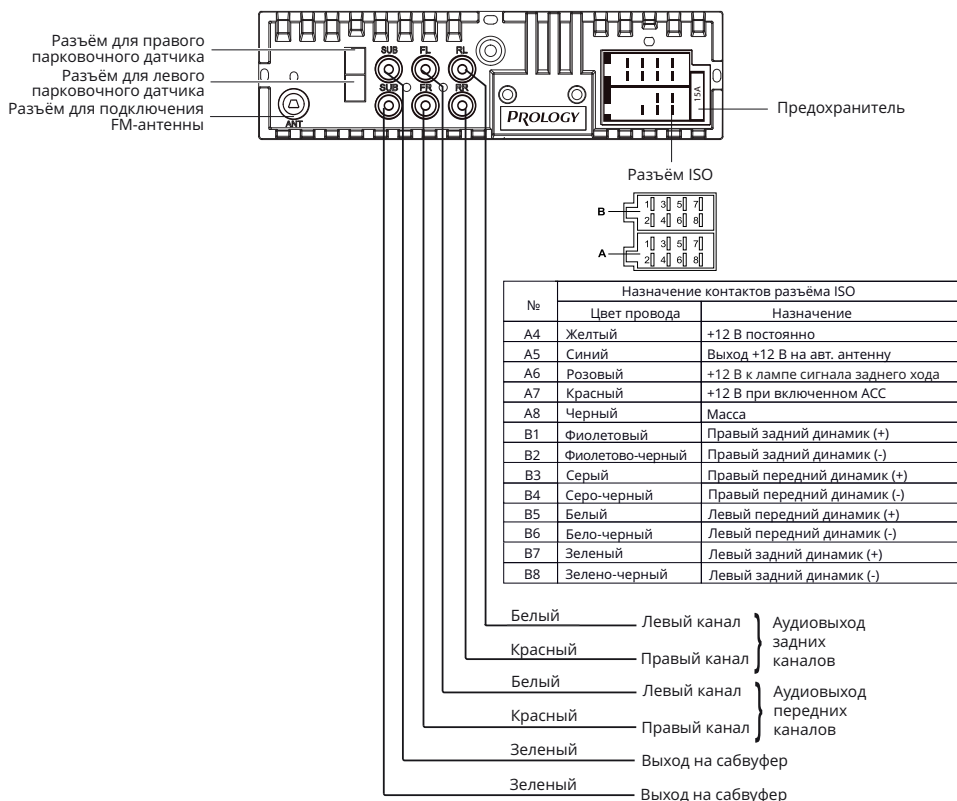 Разъём для правого
парковочного датчика
Разъём для левого
парковочного датчика
Разъём для подключения
FM-антенны
SUB FL RL
SUB FR RR
ANT
PROLOGY
15A
Предохранитель
Разъём ISO
B
1 3 5 7
2 4 6 8
A
1 3 5 7
2 4 6 8
№ Назначение контактов разъёма ISO
Цвет провода Назначение
A4 Желтый +12 В постоянно
A5 Синий Выход +12 В на авт. антенну
A6 Розовый +12 В к лампе сигнала заднего хода
A7 Красный +12 В при включенном ACC
A8 Черный Масса
B1 Фиолетовый Правый задний динамик (+)
B2 Фиолетово-черный Правый задний динамик (-)
B3 Серый Правый передний динамик (+)
B4 Серо-черный Правый передний динамик (-)
B5 Белый Левый передний динамик (+)
B6 Бело-черный Левый передний динамик (-)
B7 Зеленый Левый задний динамик (+)
B8 Зелено-черный Левый задний динамик (-)
Белый Левый канал
Красный Правый канал
Аудиовыход
задних
каналов
Белый Левый канал
Красный Правый канал
Аудиовыход
передних
каналов
Зеленый Выход на сабвуфер
Зеленый Выход на сабвуфер